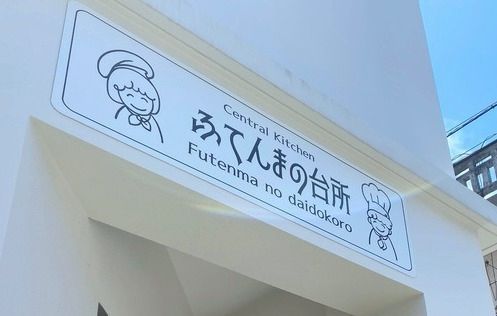 Central Kitchen
ふてんまの台所
Futenma no daidokoro